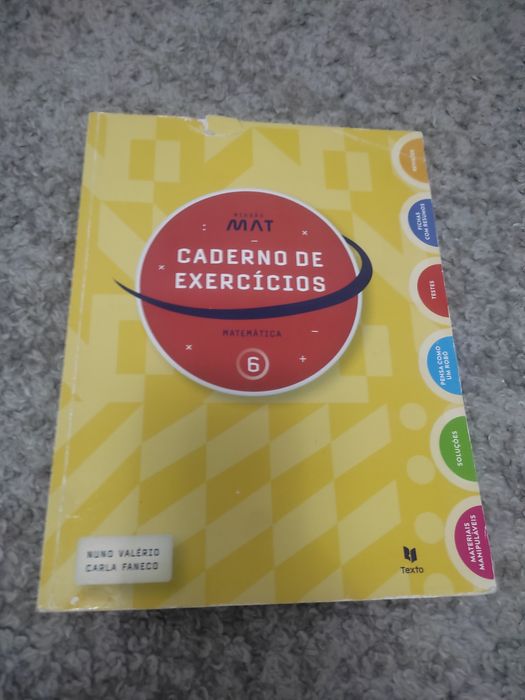 MISSÃO
MAT
CADERNO DE
EXERCÍCIOS
MATEMÁTICA
6
FICHAS
COM RESUMOS
TESTES
PENSA COMO
UM ROBÔ
SOLUÇÕES
MATERIAIS
MANIPULÁVEIS
NUNO VALÉRIO
CARLA FANECO
Texto